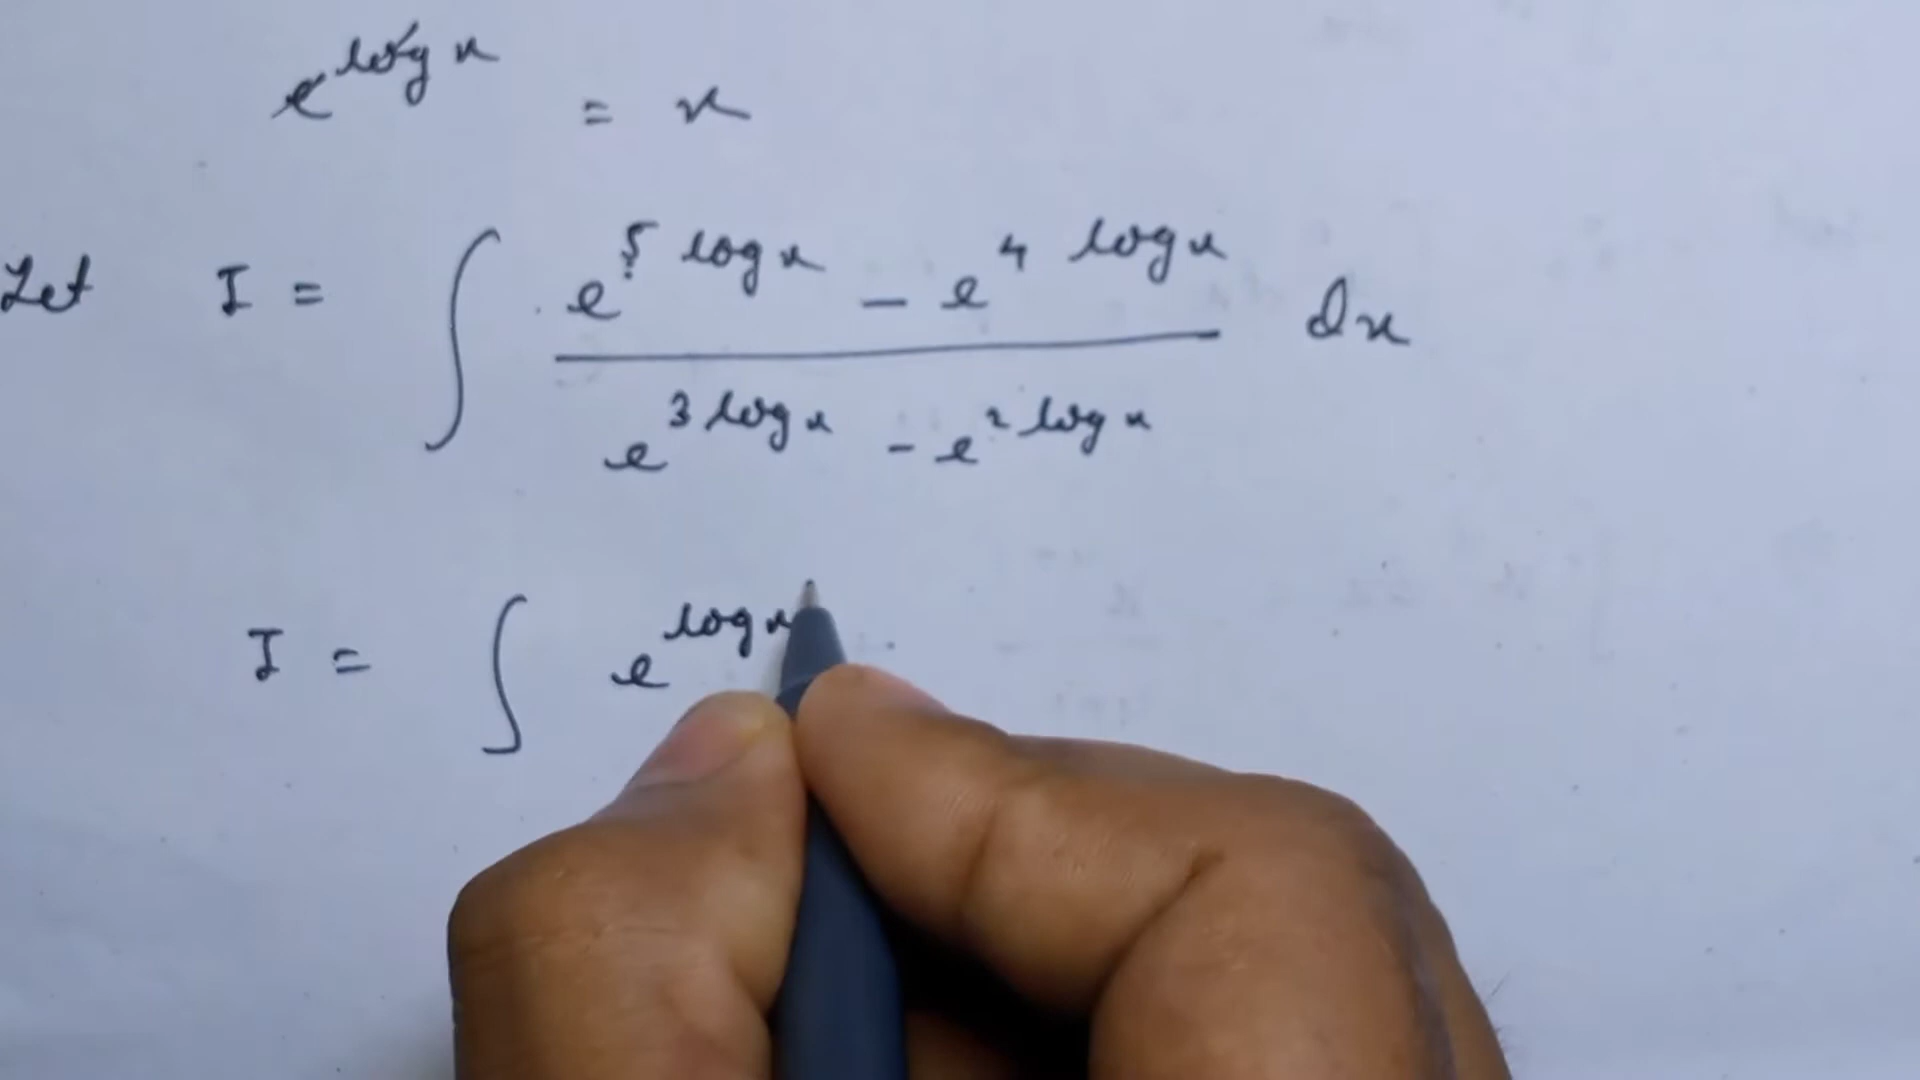 e^{log x} = x
Let I = ∫ (e^{5 log x} - e^{4 log x}) / (e^{3 log x} - e^{2 log x}) dx
I = ∫ e^{log x